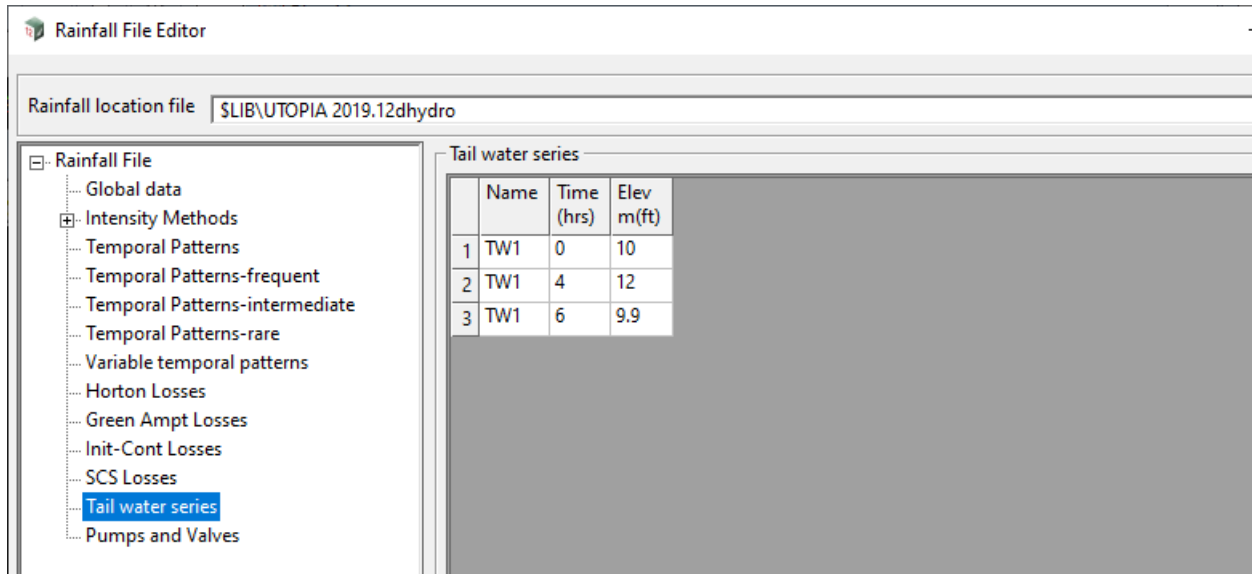 Rainfall File Editor
Rainfall location file $LIB\UTOPIA 2019.12dhydro
Rainfall File
Global data
Intensity Methods
Temporal Patterns
Temporal Patterns-frequent
Temporal Patterns-intermediate
Temporal Patterns-rare
Variable temporal patterns
Horton Losses
Green Ampt Losses
Init-Cont Losses
SCS Losses
Tail water series
Pumps and Valves
Tail water series
Name Time (hrs) Elev m(ft)
1 TW1 0 10
2 TW1 4 12
3 TW1 6 9.9